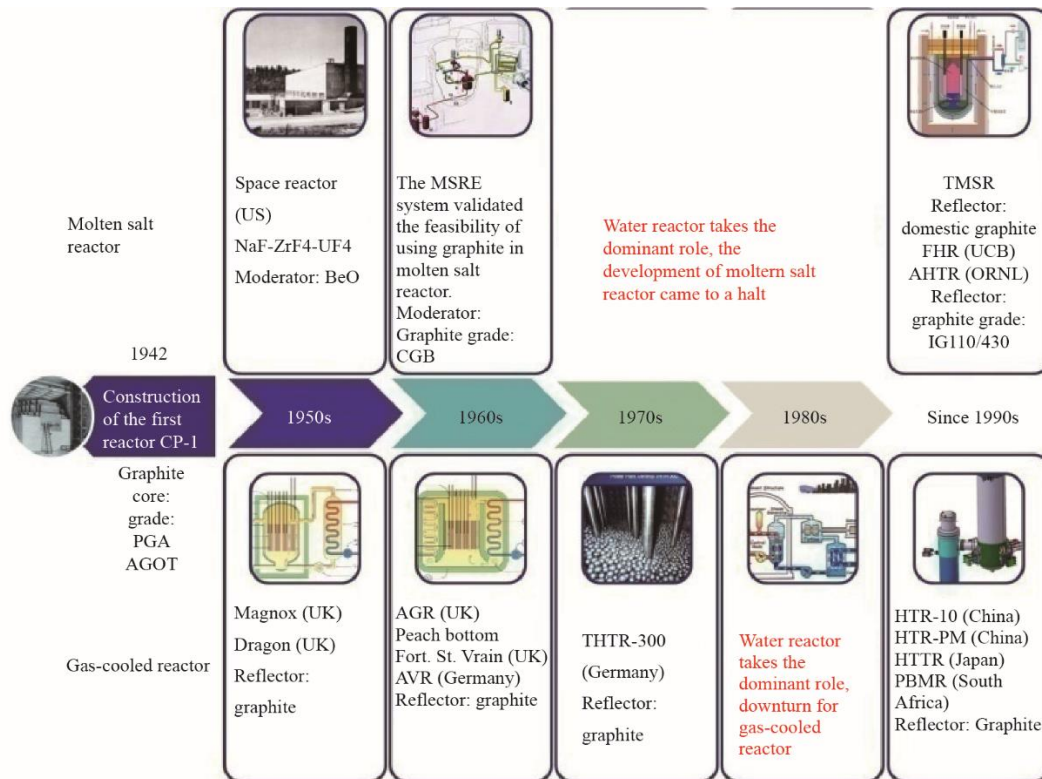 Molten salt
reactor
Space reactor
(US)
NaF-ZrF4-UF4
Moderator: BeO
The MSRE
system validated
the feasibility of
using graphite in
molten salt
reactor.
Moderator:
Graphite grade:
CGB
Water reactor takes the
dominant role, the
development of moltern salt
reactor came to a halt
TMSR
Reflector:
domestic graphite
FHR (UCB)
AHTR (ORNL)
Reflector:
graphite grade:
IG110/430
1942
Construction
of the first
reactor CP-1
1950s
1960s
1970s
1980s
Since 1990s
Graphite
core:
grade:
PGA
AGOT
Gas-cooled reactor
Magnox (UK)
Dragon (UK)
Reflector:
graphite
AGR (UK)
Peach bottom
Fort. St. Vrain (UK)
AVR (Germany)
Reflector: graphite
THTR-300
(Germany)
Reflector:
graphite
Water reactor
takes the
dominant role,
downturn for
gas-cooled
reactor
HTR-10 (China)
HTR-PM (China)
HTTR (Japan)
PBMR (South
Africa)
Reflector: Graphite